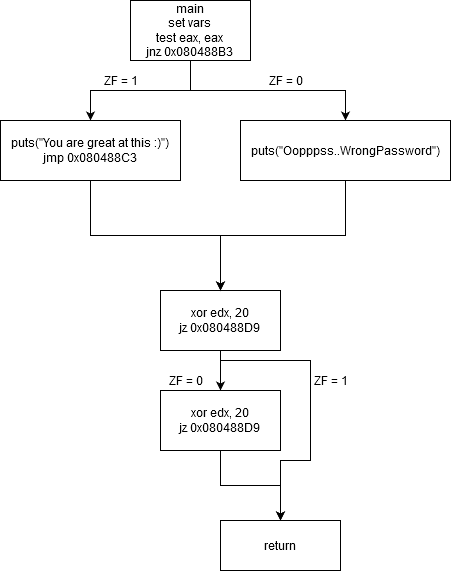 main
set vars
test eax, eax
jnz 0x080488B3
ZF = 1
ZF = 0
puts("You are great at this :)")
jmp 0x080488C3
puts("Oopppss..WrongPassword")
xor edx, 20
jz 0x080488D9
ZF = 0
ZF = 1
xor edx, 20
jz 0x080488D9
return